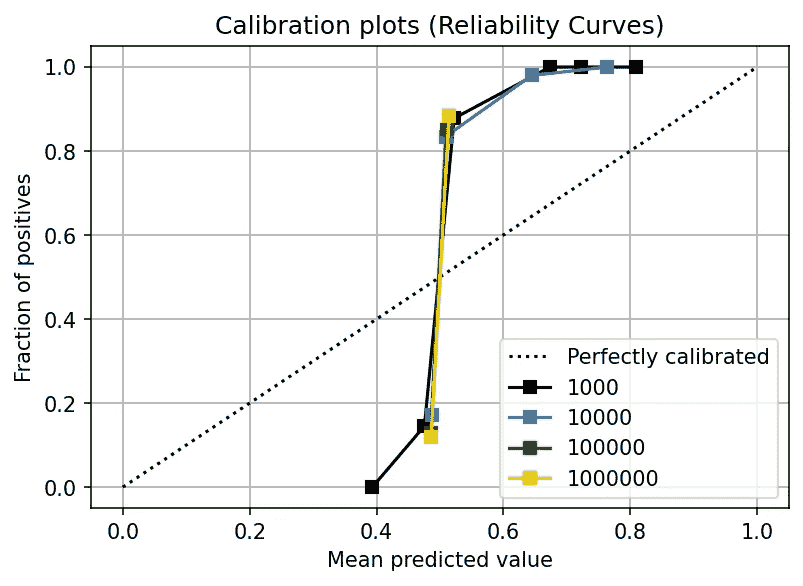 Calibration plots (Reliability Curves)
1.0
0.8
0.6
0.4
0.2
0.0
Fraction of positives
Perfectly calibrated
1000
10000
100000
1000000
0.0 0.2 0.4 0.6 0.8 1.0
Mean predicted value